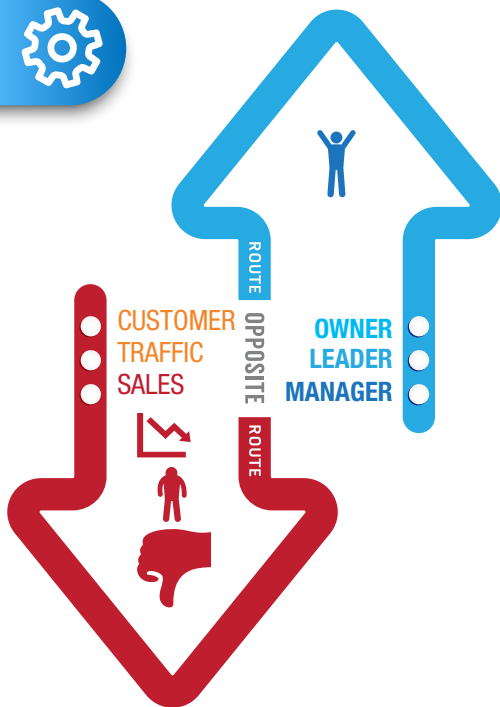 ROUTE
OPPOSITE
ROUTE
CUSTOMER
TRAFFIC
SALES
OWNER
LEADER
MANAGER